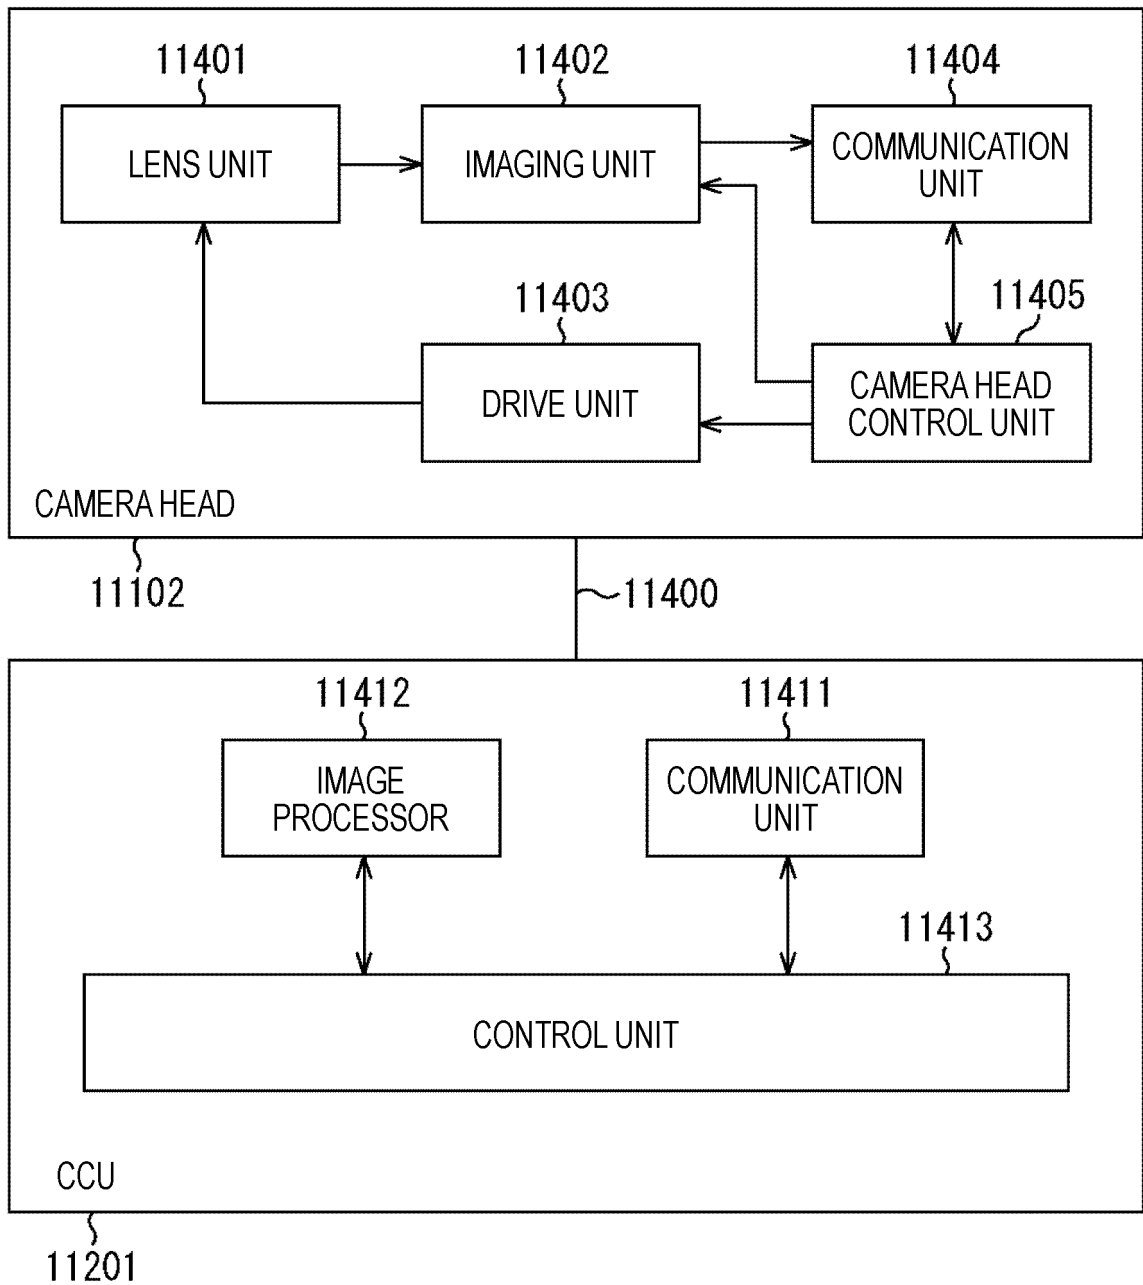 11401
11402
11404
LENS UNIT
IMAGING UNIT
COMMUNICATION
UNIT
11403
11405
DRIVE UNIT
CAMERA HEAD
CONTROL UNIT
CAMERA HEAD
11102
11400
11412
11411
IMAGE
PROCESSOR
COMMUNICATION
UNIT
11413
CONTROL UNIT
CCU
11201